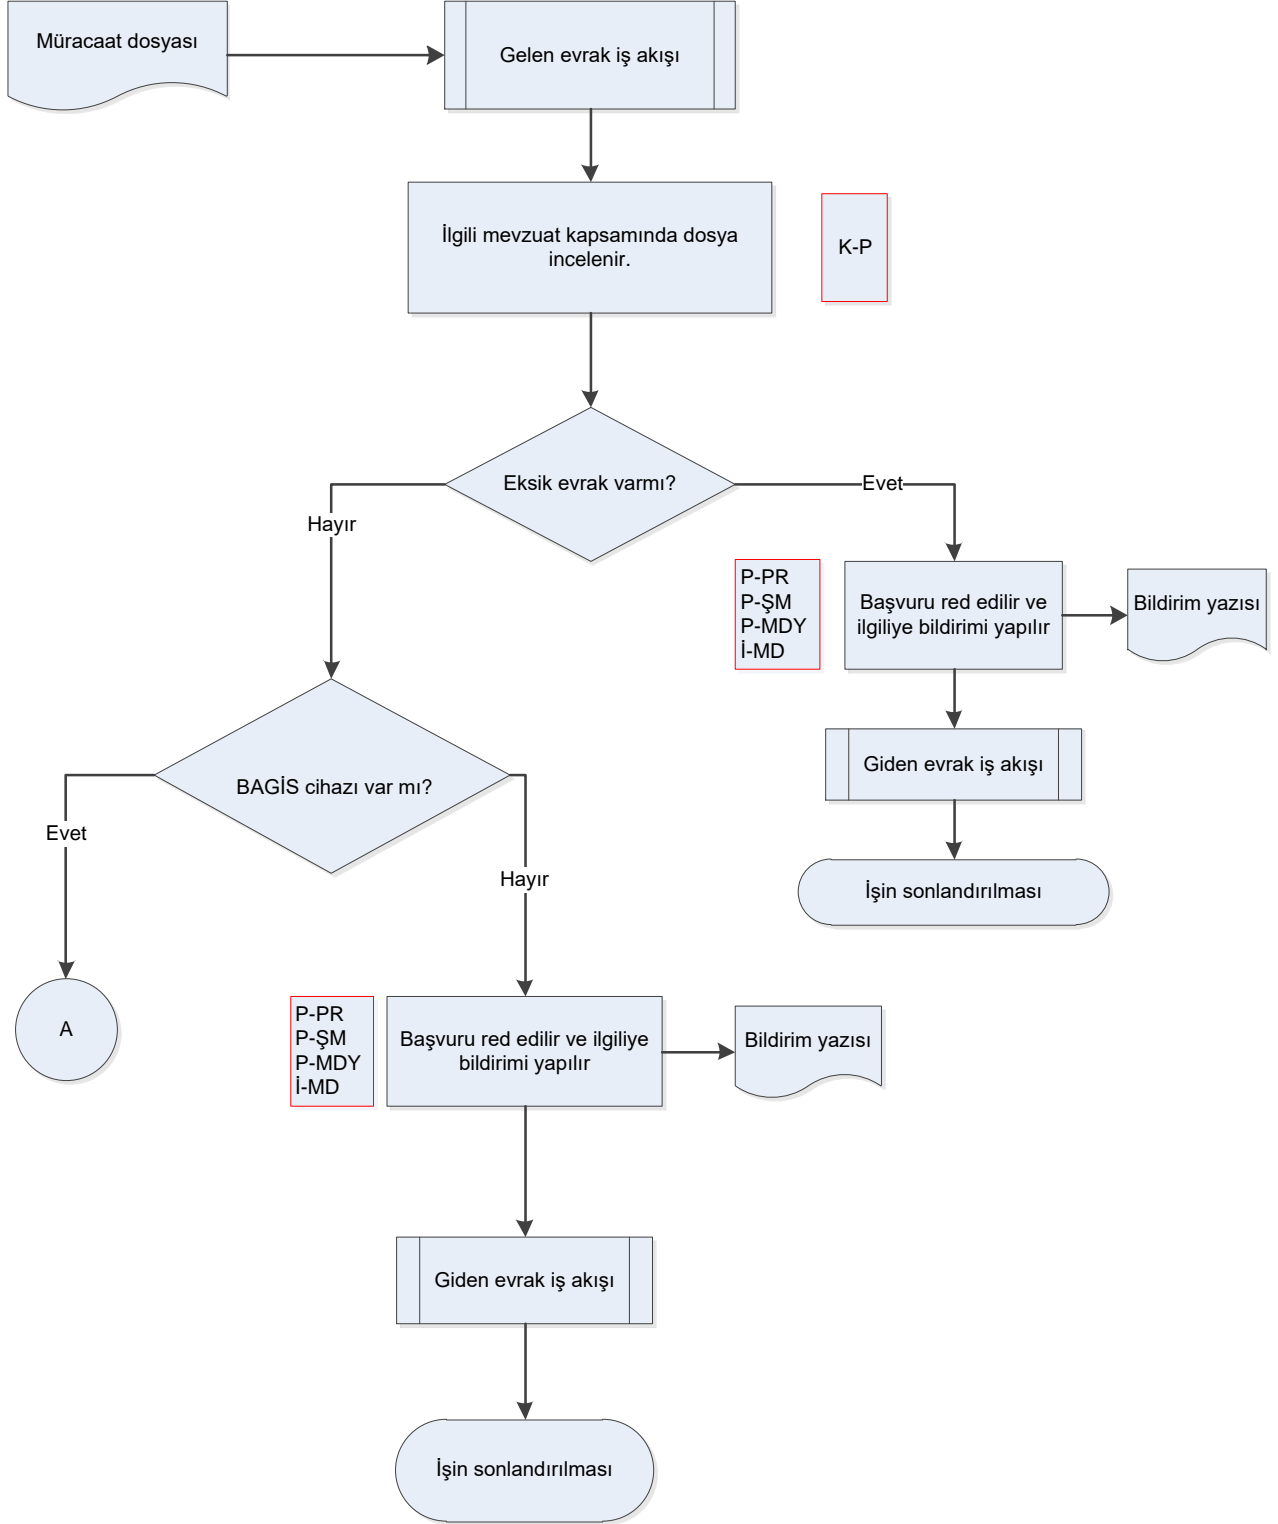 Müracaat dosyası
Gelen evrak iş akışı
İlgili mevzuat kapsamında dosya
incelenir.
K-P
Eksik evrak varmı?
Evet
Hayır
P-PR
P-ŞM
P-MDY
İ-MD
Başvuru red edilir ve
ilgiliye bildirimi yapılır
Bildirim yazısı
Giden evrak iş akışı
İşin sonlandırılması
BAGİS cihazı var mı?
Evet
Hayır
A
P-PR
P-ŞM
P-MDY
İ-MD
Başvuru red edilir ve ilgiliye
bildirimi yapılır
Bildirim yazısı
Giden evrak iş akışı
İşin sonlandırılması